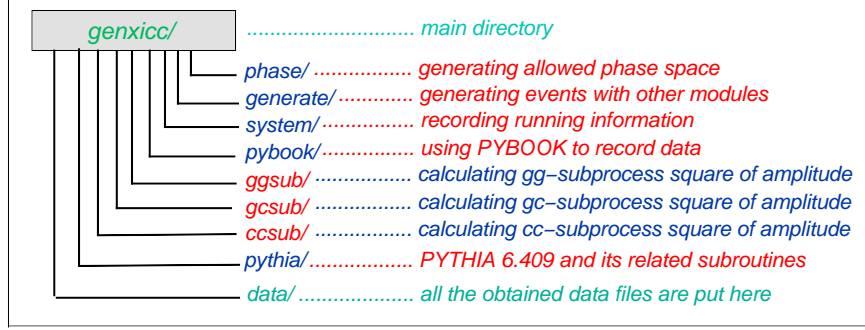 genxicc/ ............................ main directory
phase/ ................. generating allowed phase space
generate/ ............. generating events with other modules
system/ ................ recording running information
pybook/ ............... using PYBOOK to record data
ggsub/ ................. calculating gg−subprocess square of amplitude
gcsub/ ................. calculating gc−subprocess square of amplitude
ccsub/ ................. calculating cc−subprocess square of amplitude
pythia/ .................. PYTHIA 6.409 and its related subroutines
data/ .................... all the obtained data files are put here